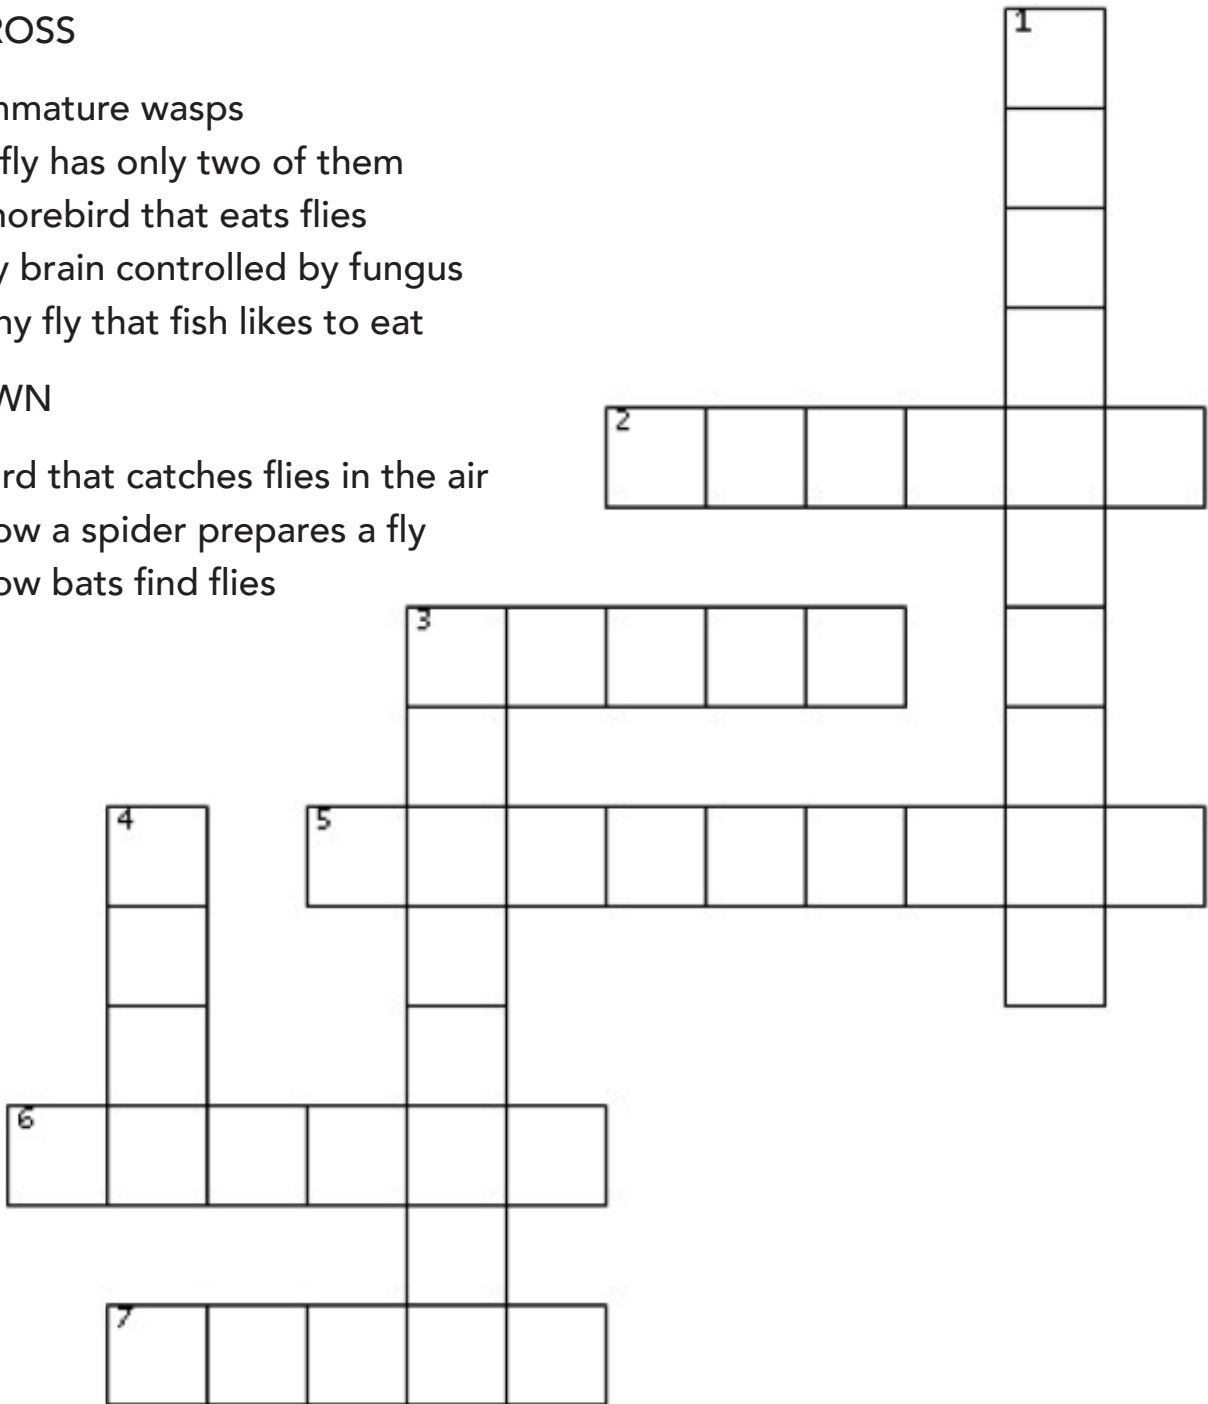 ROSS
nmature wasps
fly has only two of them
horebird that eats flies
y brain controlled by fungus
ny fly that fish likes to eat
WN
rd that catches flies in the air
ow a spider prepares a fly
ow bats find flies
1
2
3
4 5
6
7